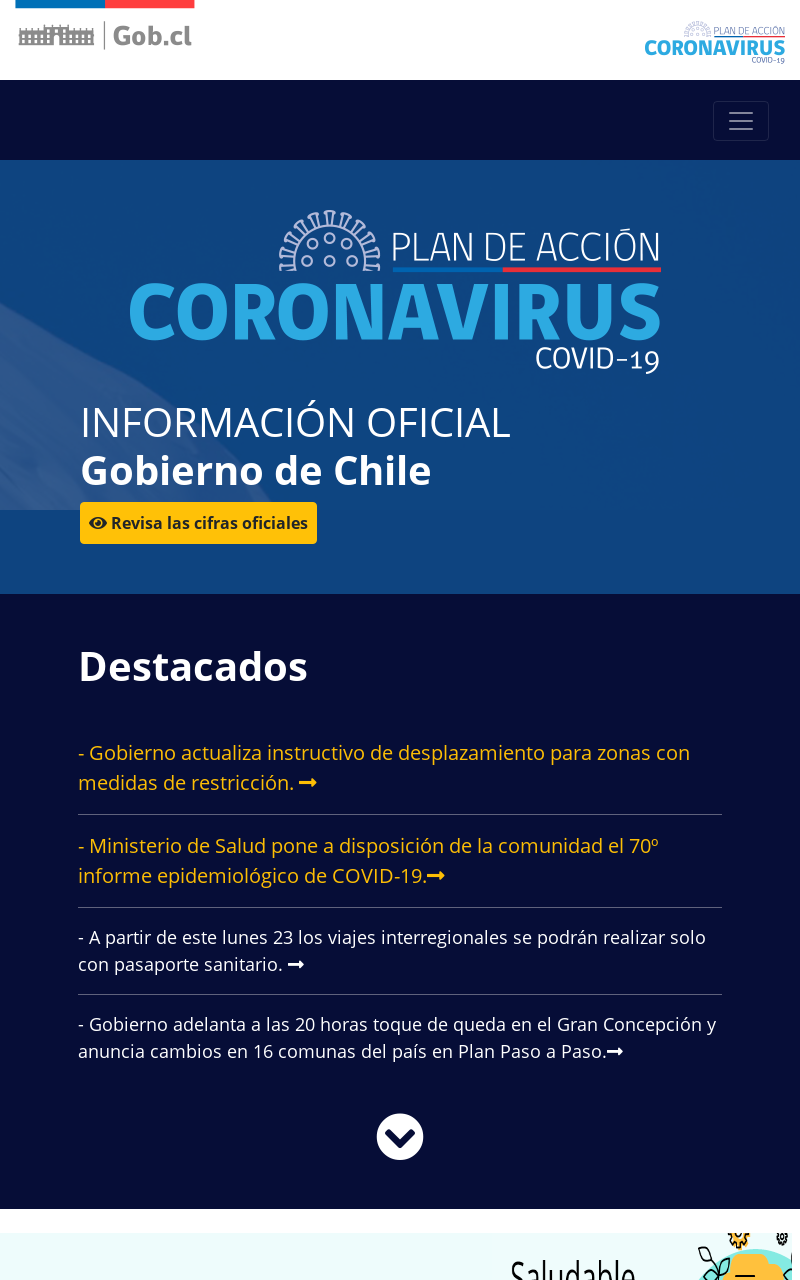 Gob.cl
PLAN DE ACCIÓN
CORONAVIRUS
COVID-19
PLAN DE ACCIÓN
CORONAVIRUS
COVID-19
INFORMACIÓN OFICIAL
Gobierno de Chile
Revisa las cifras oficiales
Destacados
- Gobierno actualiza instructivo de desplazamiento para zonas con
medidas de restricción.
- Ministerio de Salud pone a disposición de la comunidad el 70º
informe epidemiológico de COVID-19.
- A partir de este lunes 23 los viajes interregionales se podrán realizar solo
con pasaporte sanitario.
- Gobierno adelanta a las 20 horas toque de queda en el Gran Concepción y
anuncia cambios en 16 comunas del país en Plan Paso a Paso.
Saludable